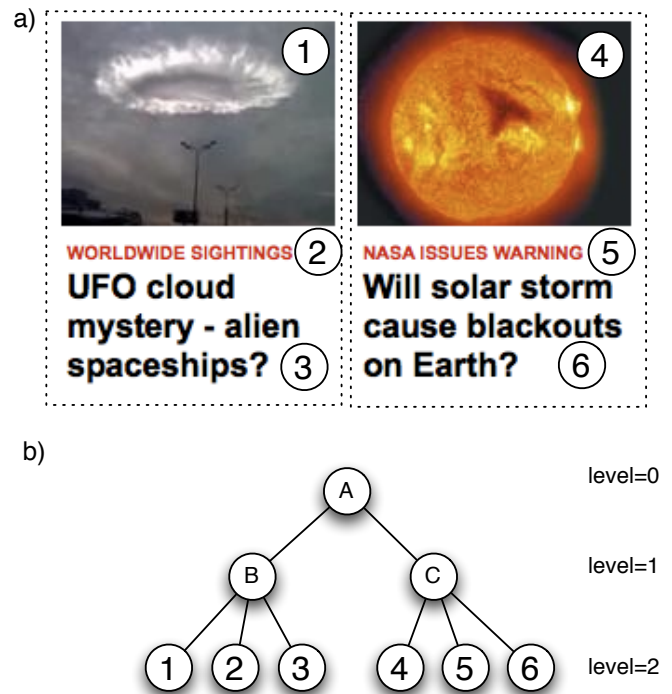 a)
1
4
WORLDWIDE SIGHTINGS 2
NASA ISSUES WARNING 5
UFO cloud
mystery - alien
spaceships? 3
Will solar storm
cause blackouts
on Earth? 6
b)
level=0
A
level=1
B C
1 2 3 4 5 6 level=2